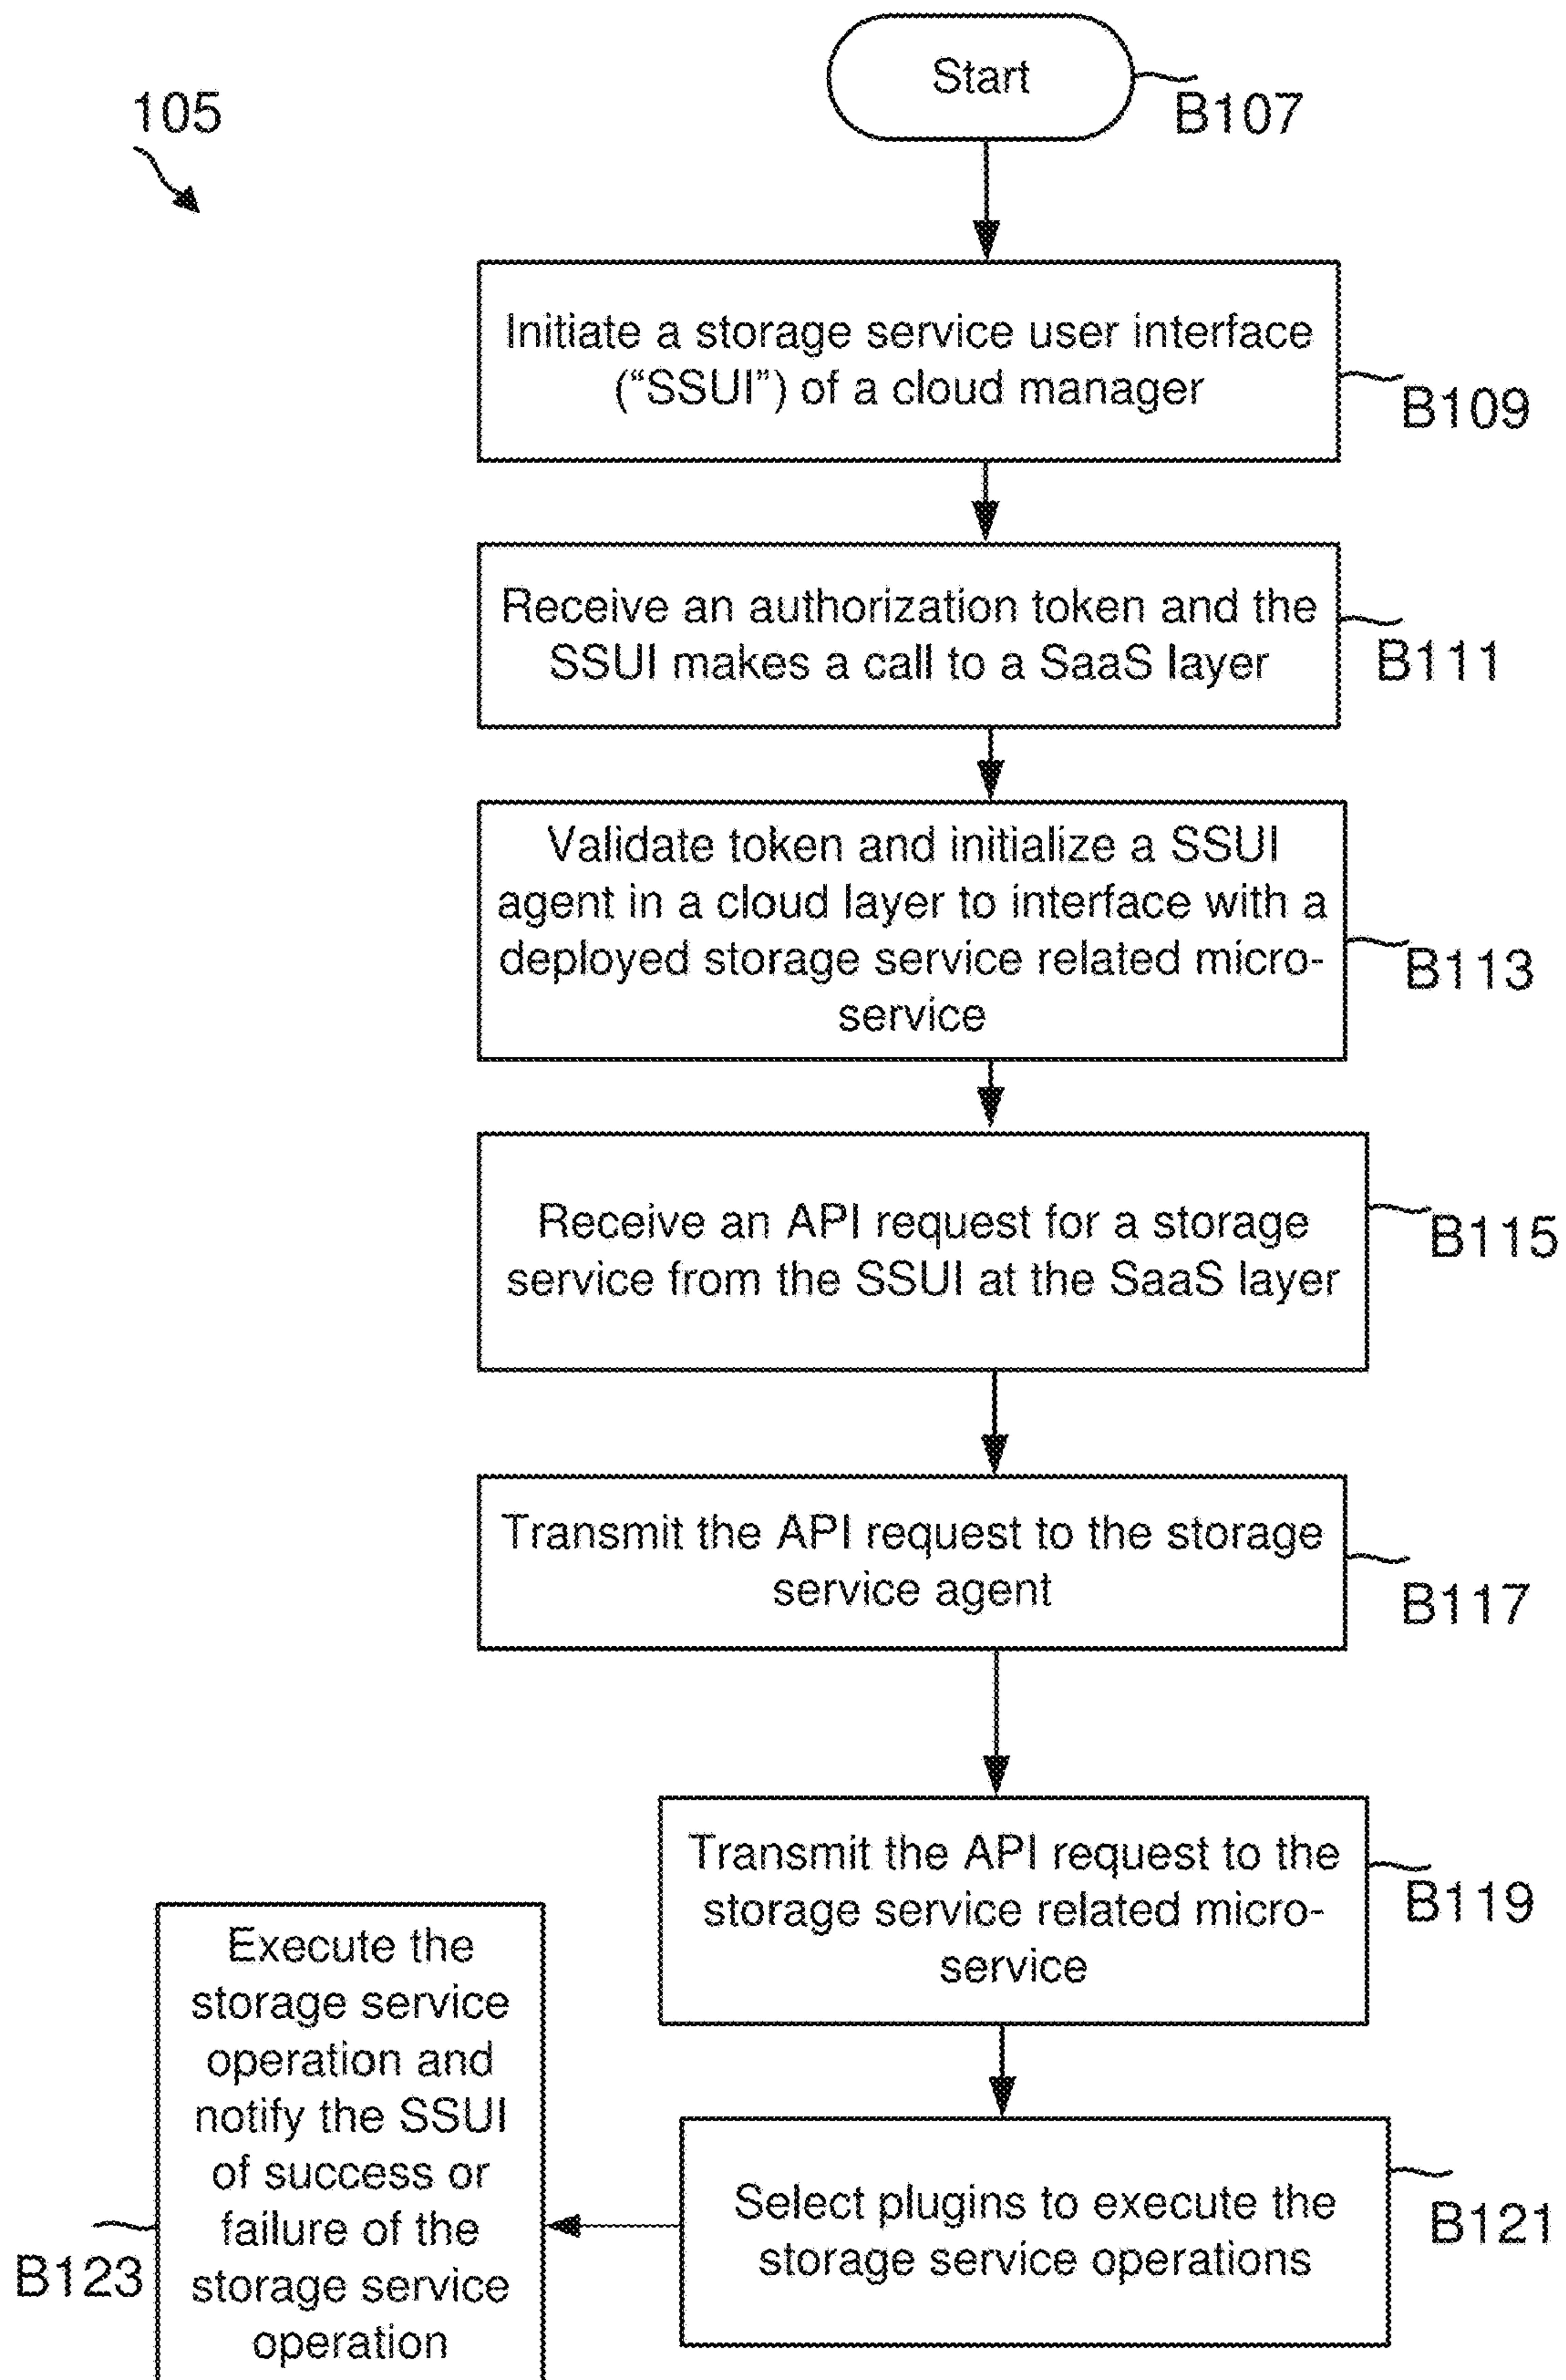 105
Start
B107
Initiate a storage service user interface
(“SSUI”) of a cloud manager
B109
Receive an authorization token and the
SSUI makes a call to a SaaS layer
B111
Validate token and initialize a SSUI
agent in a cloud layer to interface with a
deployed storage service related micro-
service
B113
Receive an API request for a storage
service from the SSUI at the SaaS layer
B115
Transmit the API request to the storage
service agent
B117
Transmit the API request to the
storage service related micro-
service
B119
Select plugins to execute the
storage service operations
B121
Execute the
storage service
operation and
notify the SSUI
of success or
failure of the
storage service
operation
B123